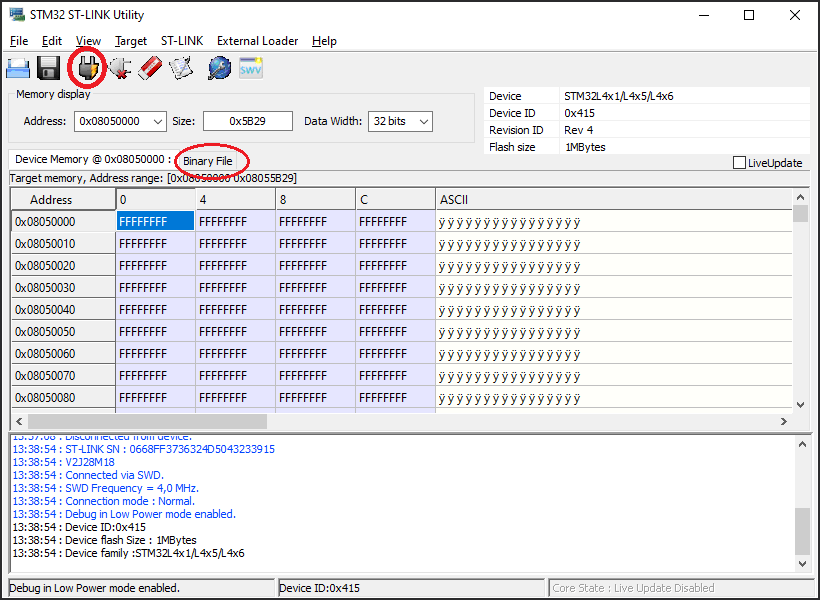 STM32 ST-LINK Utility
File Edit View Target ST-LINK External Loader Help
SWV
Memory display
Address: 0x08050000 Size: 0x5B29 Data Width: 32 bits
Device STM32L4x1/L4x5/L4x6
Device ID 0x415
Revision ID Rev 4
Flash size 1MBytes
LiveUpdate
Device Memory @ 0x08050000 : Binary File
Target memory, Address range: [0x08050000 0x08055B29]
Address 0 4 8 C ASCII
0x08050000 FFFFFFFF FFFFFFFF FFFFFFFF FFFFFFFF ÿÿÿÿÿÿÿÿÿÿÿÿÿÿÿÿ
0x08050010 FFFFFFFF FFFFFFFF FFFFFFFF FFFFFFFF ÿÿÿÿÿÿÿÿÿÿÿÿÿÿÿÿ
0x08050020 FFFFFFFF FFFFFFFF FFFFFFFF FFFFFFFF ÿÿÿÿÿÿÿÿÿÿÿÿÿÿÿÿ
0x08050030 FFFFFFFF FFFFFFFF FFFFFFFF FFFFFFFF ÿÿÿÿÿÿÿÿÿÿÿÿÿÿÿÿ
0x08050040 FFFFFFFF FFFFFFFF FFFFFFFF FFFFFFFF ÿÿÿÿÿÿÿÿÿÿÿÿÿÿÿÿ
0x08050050 FFFFFFFF FFFFFFFF FFFFFFFF FFFFFFFF ÿÿÿÿÿÿÿÿÿÿÿÿÿÿÿÿ
0x08050060 FFFFFFFF FFFFFFFF FFFFFFFF FFFFFFFF ÿÿÿÿÿÿÿÿÿÿÿÿÿÿÿÿ
0x08050070 FFFFFFFF FFFFFFFF FFFFFFFF FFFFFFFF ÿÿÿÿÿÿÿÿÿÿÿÿÿÿÿÿ
0x08050080 FFFFFFFF FFFFFFFF FFFFFFFF FFFFFFFF ÿÿÿÿÿÿÿÿÿÿÿÿÿÿÿÿ
13:37:08 : Disconnected from device.
13:38:54 : ST-LINK SN : 0668FF3736324D5043233915
13:38:54 : V2J28M18
13:38:54 : Connected via SWD.
13:38:54 : SWD Frequency = 4,0 MHz.
13:38:54 : Connection mode : Normal.
13:38:54 : Debug in Low Power mode enabled.
13:38:54 : Device ID:0x415
13:38:54 : Device flash Size : 1MBytes
13:38:54 : Device family :STM32L4x1/L4x5/L4x6
Debug in Low Power mode enabled. Device ID:0x415 Core State : Live Update Disabled